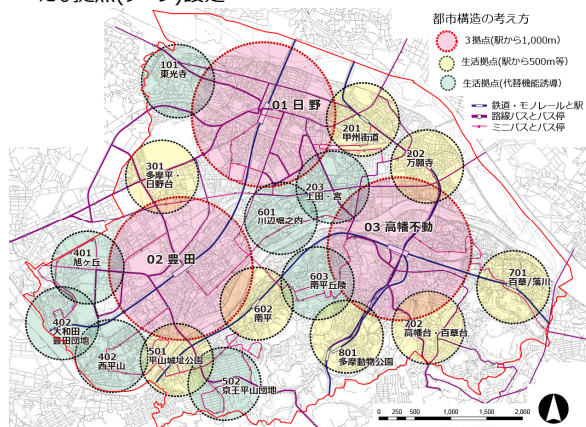 都市構造の考え方
3拠点(駅から1,000m)
生活拠点(駅から500m等)
生活拠点(代替機能誘導)
鉄道・モノレールと駅
路線バスとバス停
ミニバスとバス停
101
東光寺
01 日野
201
甲州街道
202
万願寺
301
多摩平
日野台
203
上田・宮
601
川辺堀之内
03 高幡不動
401
旭ヶ丘
02 豊田
603
南平丘陵
701
百草/落川
602
南平
402
大和田
豊田団地
402
西平山
501
平山城址公園
502
京王平山団地
801
多摩動物公園
702
高幡台・百草台
0 250 500 1,000 1,500 2,000